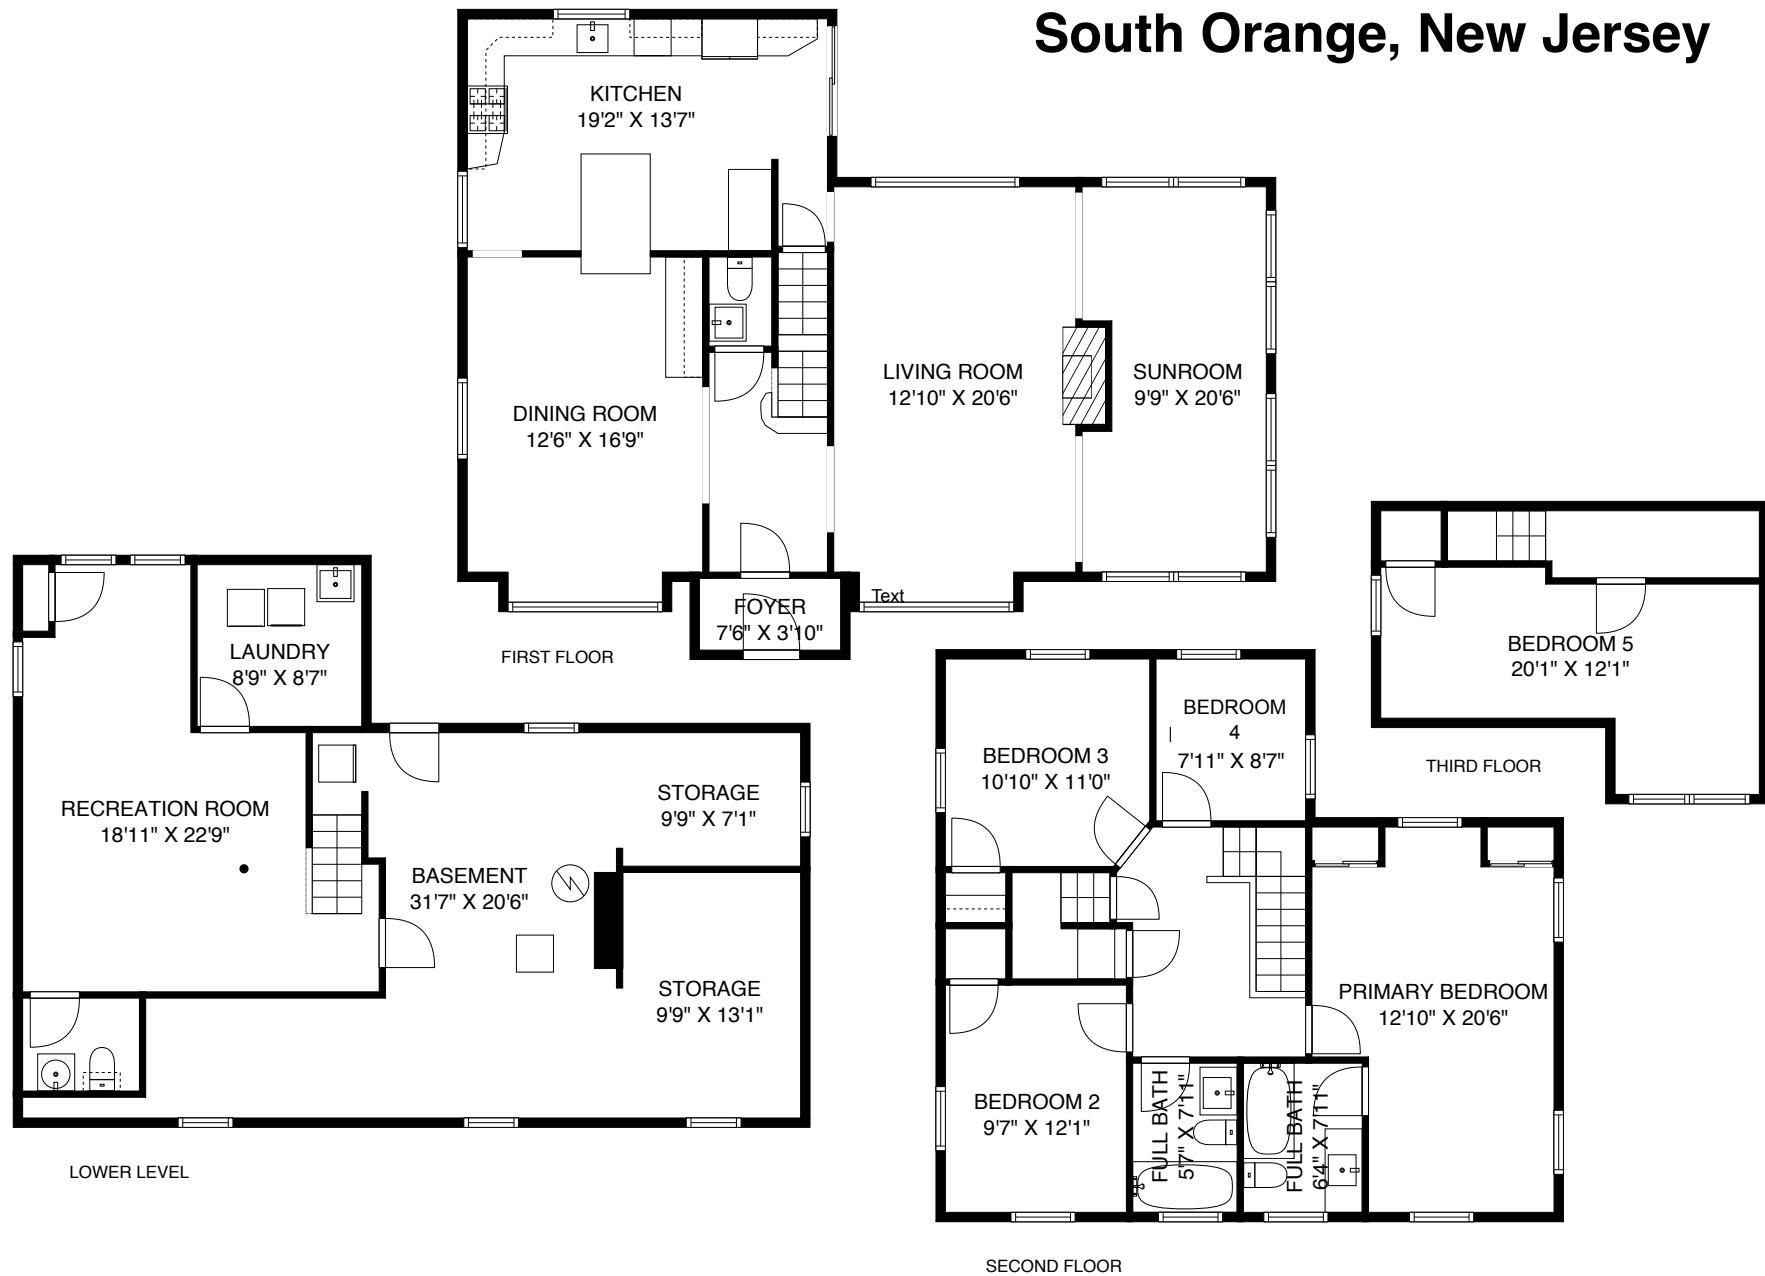 South Orange, New Jersey
KITCHEN
19'2" X 13'7"
LIVING ROOM
12'10" X 20'6"
SUNROOM
9'9" X 20'6"
DINING ROOM
12'6" X 16'9"
Text
FOYER
7'6" X 3'10"
FIRST FLOOR
BEDROOM 5
20'1" X 12'1"
THIRD FLOOR
LAUNDRY
8'9" X 8'7"
RECREATION ROOM
18'11" X 22'9"
STORAGE
9'9" X 7'1"
BASEMENT
31'7" X 20'6"
STORAGE
9'9" X 13'1"
LOWER LEVEL
BEDROOM 3
10'10" X 11'0"
BEDROOM
4
7'11" X 8'7"
PRIMARY BEDROOM
12'10" X 20'6"
BEDROOM 2
9'7" X 12'1"
FULL BATH
5'7" X 7'11"
FULL BATH
6'4" X 7'11"
SECOND FLOOR